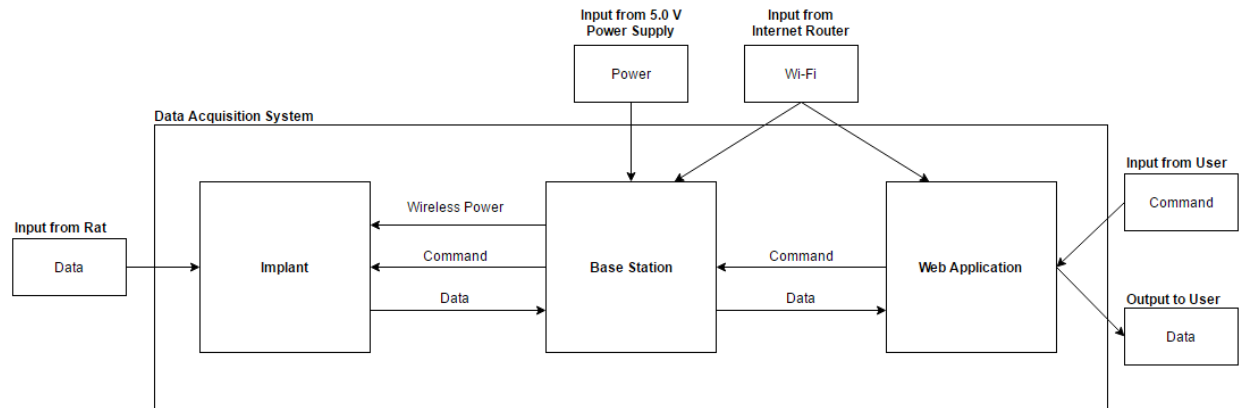 Input from 5.0 V
Power Supply
Input from
Internet Router
Power
Wi-Fi
Data Acquisition System
Input from User
Command
Wireless Power
Input from Rat
Data
Implant
Command
Base Station
Command
Web Application
Data
Data
Output to User
Data